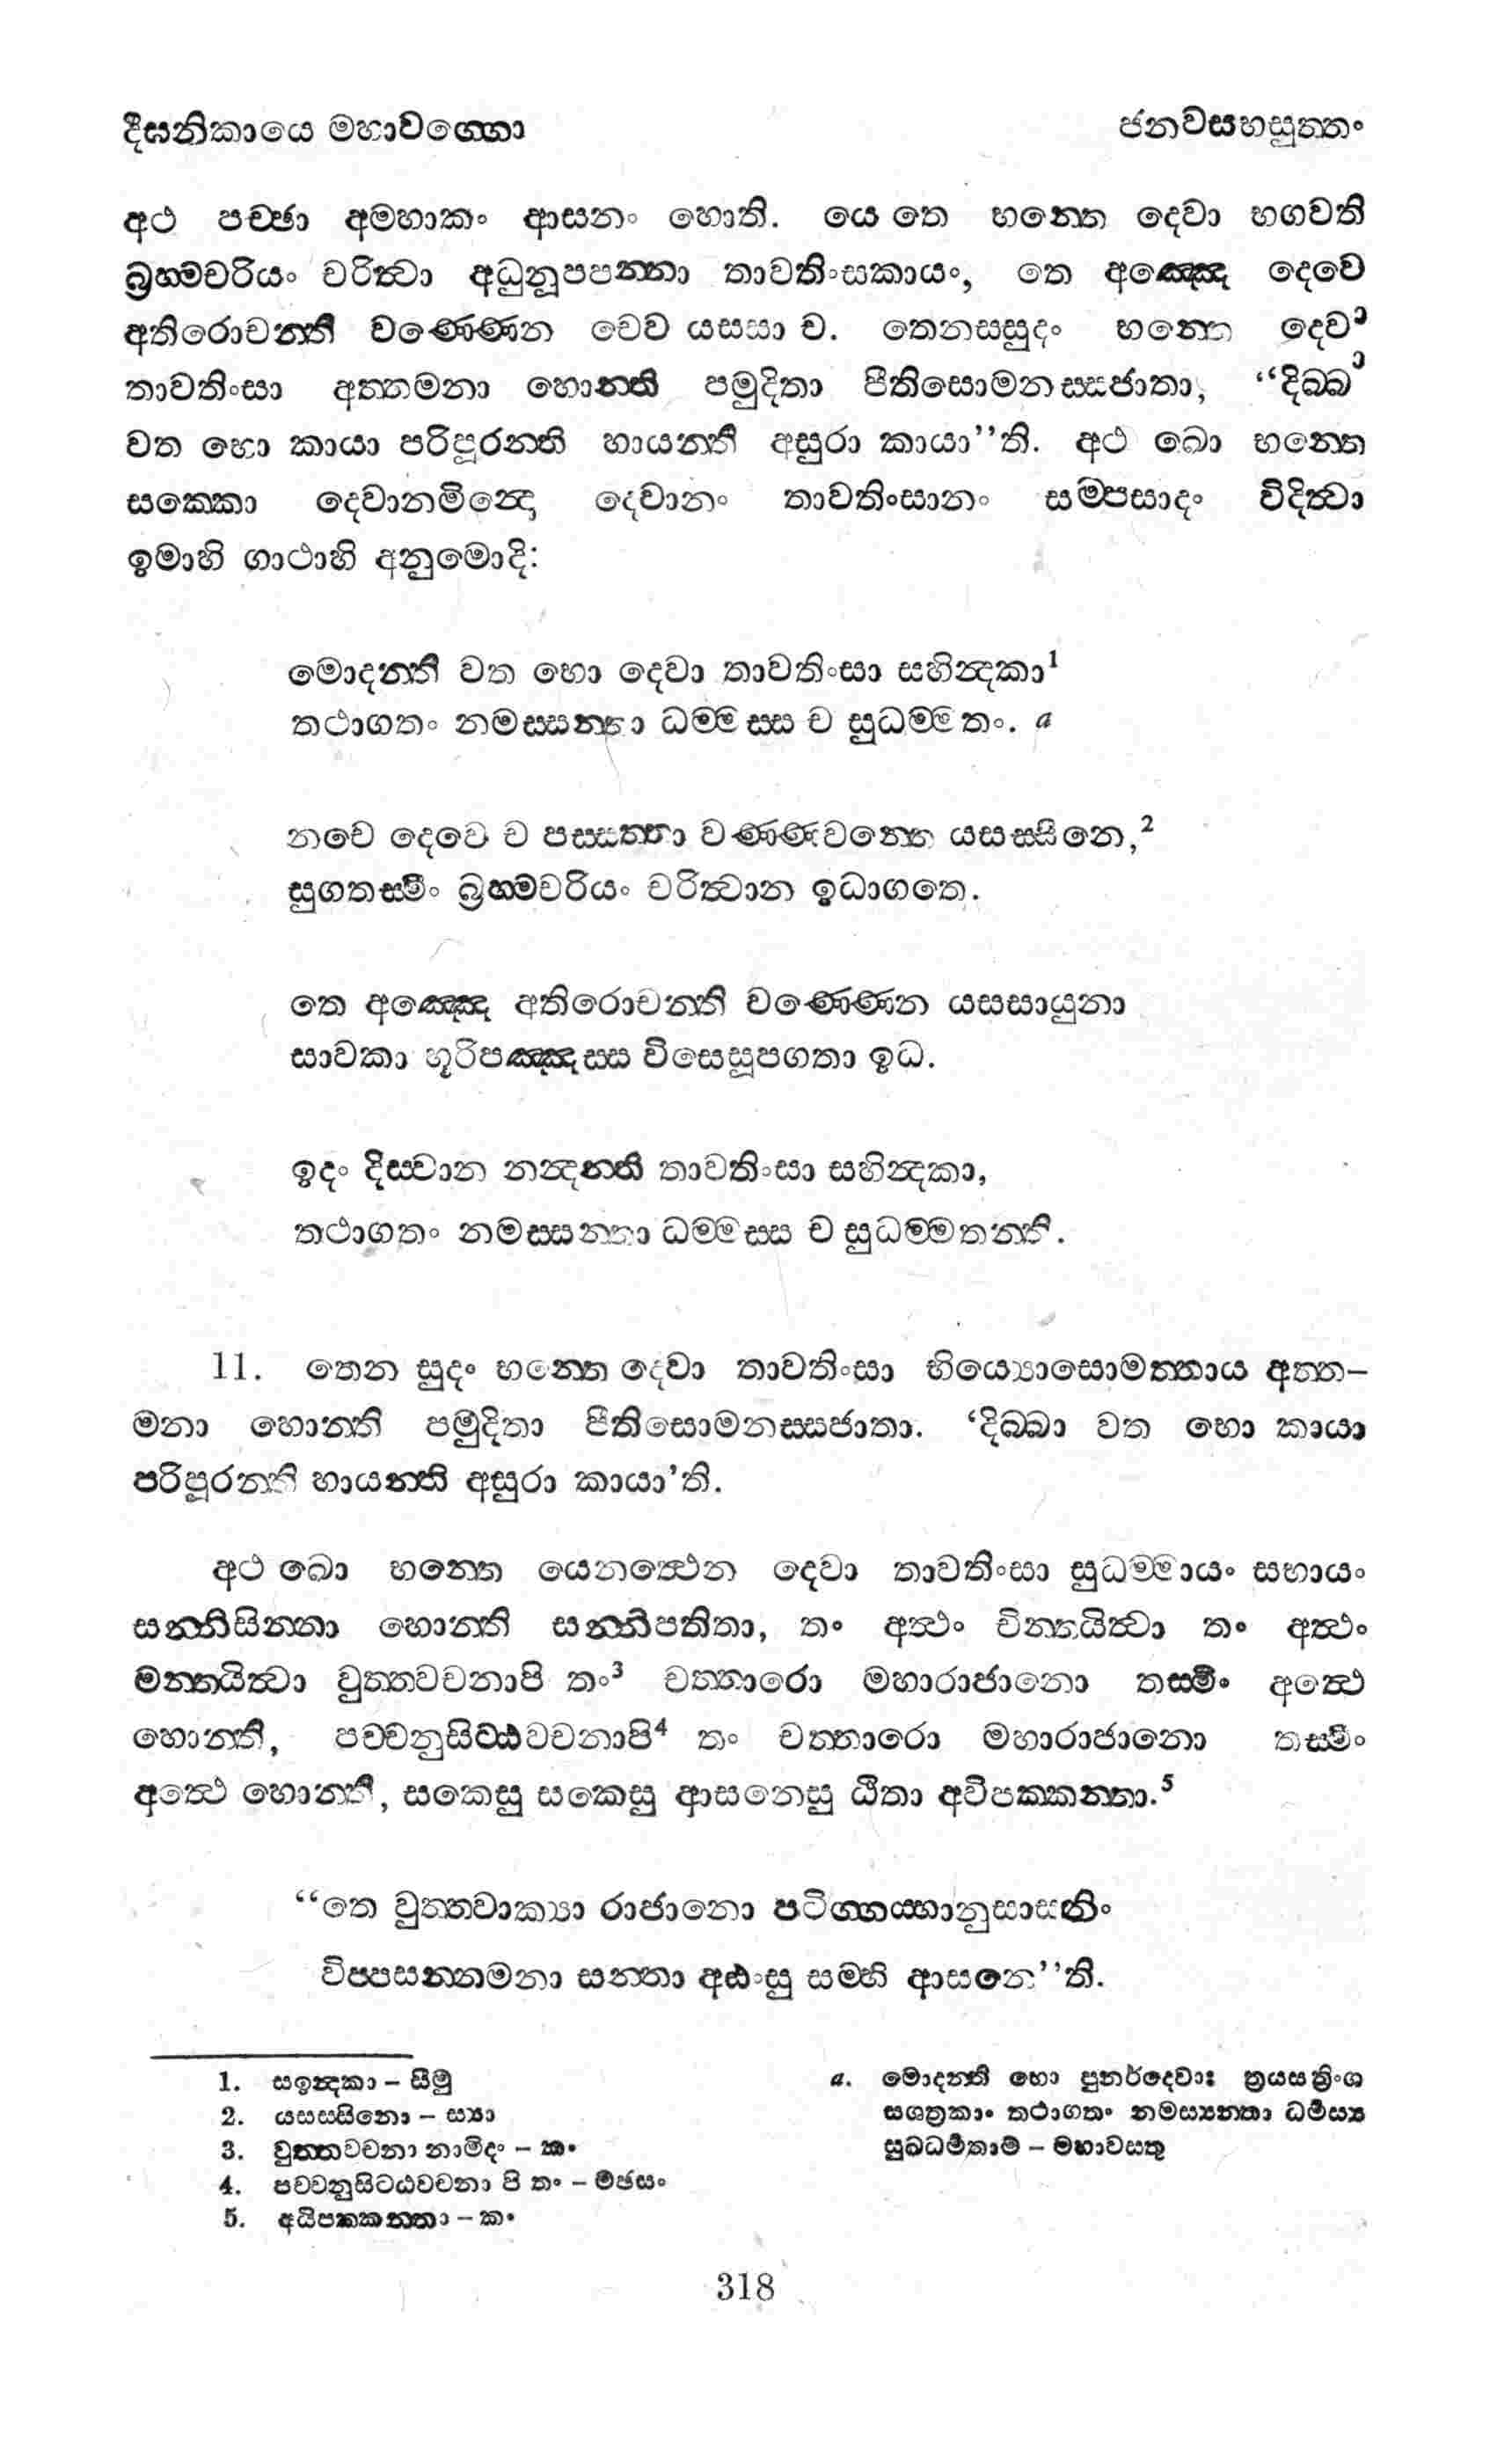 දීඝනිකායෙ මහාවග්ගො
ජනවසභසුත්තං
අථ පච්ඡා අම්හාකං ආසනං හොති. යෙ තෙ භන්තෙ දෙවා භගවති
බ්‍රහ්මචරියං චරිත්වා අධුනූපපන්නා තාවතිංසකායං, තෙ අඤ්ඤෙ දෙවෙ
අතිරොචන්ති වණ්ණෙන චෙව යසසා ච. තෙනස්සුදං භන්තෙ දෙවා
තාවතිංසා අත්තමනා හොන්ති පමුදිතා පීතිසොමනස්සජාතා, “දිබ්බා
වත භො කායා පරිපූරන්ති හායන්ති අසුරා කායා”ති. අථ ඛො භන්තෙ
සක්කො දෙවානමින්දො දෙවානං තාවතිංසානං සම්පසාදං විදිත්වා
ඉමාහි ගාථාහි අනුමොදි:
මොදන්ති වත භො දෙවා තාවතිංසා සහින්දකා1
තථාගතං නමස්සන්තා ධම්මස්ස ච සුධම්මතං. a
නවෙ දෙවෙ ච පස්සන්තා වණ්ණවන්තෙ යසස්සිනෙ,2
සුගතස්මිං බ්‍රහ්මචරියං චරිත්වාන ඉධාගතෙ.
තෙ අඤ්ඤෙ අතිරොචන්ති වණ්ණෙන යසසායුනා
සාවකා භූරිපඤ්ඤස්ස විසෙසූපගතා ඉධ.
ඉදං දිස්වාන නන්දන්ති තාවතිංසා සහින්දකා,
තථාගතං නමස්සන්තා ධම්මස්ස ච සුධම්මතන්ති.
11. තෙන සුදං භන්තෙ දෙවා තාවතිංසා භිය්‍යොසොමත්තාය අත්ත–
මනා හොන්ති පමුදිතා පීතිසොමනස්සජාතා. ‘දිබ්බා වත භො කායා
පරිපූරන්ති හායන්ති අසුරා කායා’ති.
අථ ඛො භන්තෙ යෙනත්ථෙන දෙවා තාවතිංසා සුධම්මායං සභායං
සන්නිසින්නා හොන්ති සන්නිපතිතා, තං අත්ථං චින්තයිත්වා තං අත්ථං
මන්තයිත්වා වුත්තවචනාපි තං3 චත්තාරො මහාරාජානො තස්මිං අත්ථෙ
හොන්ති, පච්චනුසිට්ඨවචනාපි4 තං චත්තාරො මහාරාජානො තස්මිං
අත්ථෙ හොන්ති, සකෙසු සකෙසු ආසනෙසු ඨිතා අවිපක්කන්තා.5
“තෙ වුත්තවාක්‍යා රාජානො පටිග්ගය්හානුසාසනිං
විප්පසන්නමනා සන්තා අට්ඨංසු සම්හි ආසනෙ”ති.
1. සඉන්දකා – සීමු
2. යසස්සිනො – ස්‍යා
3. වුත්තවචනා නාමිදං – කං
4. පච්චනුසිට්ඨවචනා පි තං – මඡසං
5. අධිපක්කන්තා – කං
a. මොදන්ති භො පුනර්දෙවාඃ ත්‍රයස්ත්‍රිංශ
සශක්‍රකාං තථාගතං නමස්‍යන්තා ධර්මස්‍ය
සුඛධර්මතාම් – මහාවස්තු
318